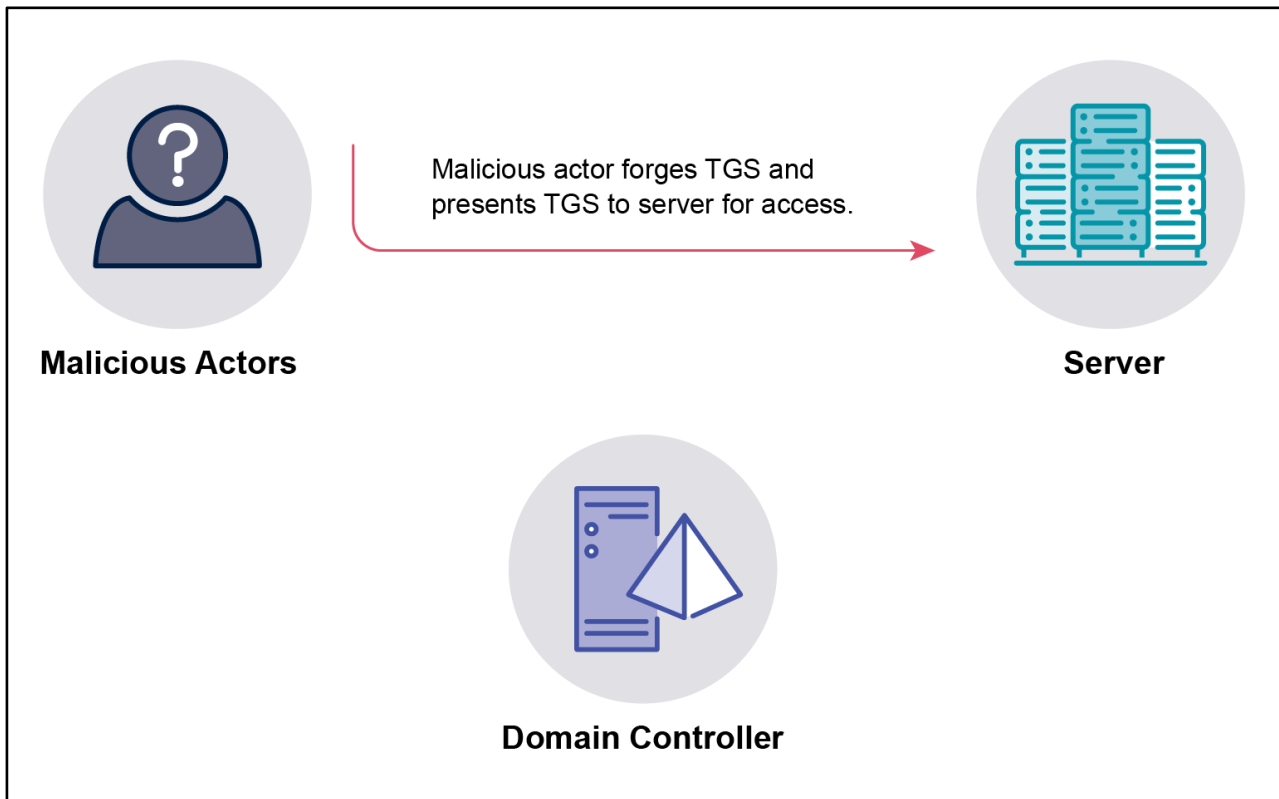 Malicious actor forges TGS and
presents TGS to server for access.
Malicious Actors
Server
Domain Controller